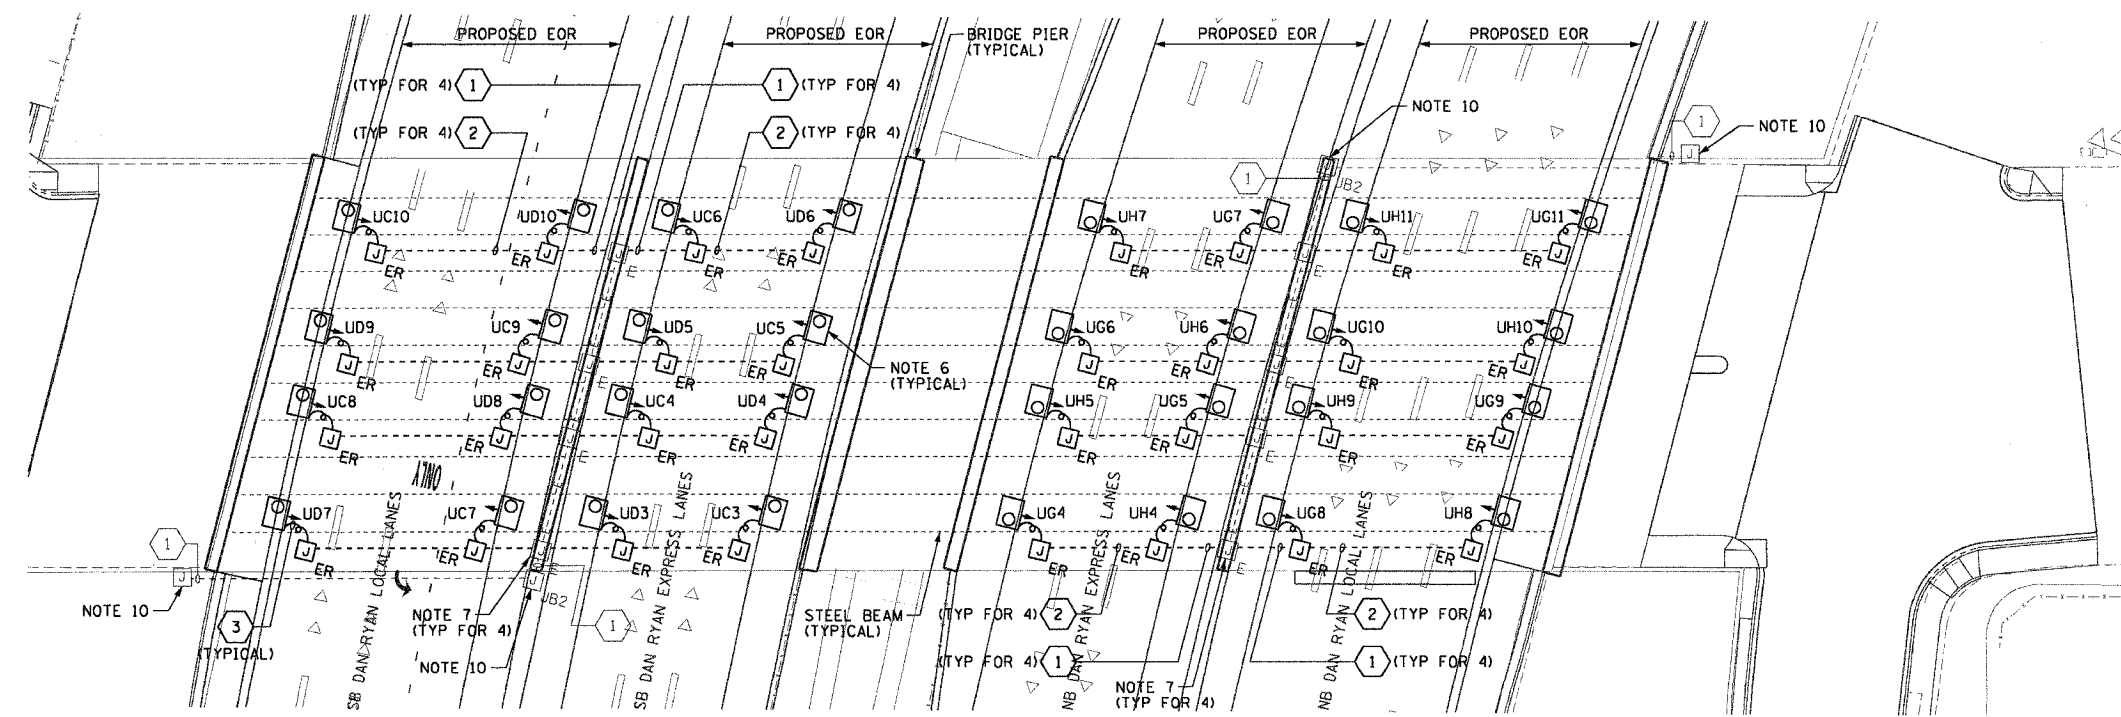 PROPOSED EOR
PROPOSED EOR
BRIDGE PIER
(TYPICAL)
PROPOSED EOR
PROPOSED EOR
(TYP FOR 4) 1
1 (TYP FOR 4)
NOTE 10
1
NOTE 10
J
(TYP FOR 4) 2
2 (TYP FOR 4)
1
JB2
UC10
UD10
UC6
UD6
UH7
UG7
UH11
UG11
J
J
J
J
J
J
J
J
J
J
ER
ER
E
ER
ER
ER
ER
E
ER
ER
UD9
UC9
UD5
UC5
UG6
UH6
UG10
UH10
J
J
J
J
J
J
J
J
J
J
ER
ER
E
ER
ER
ER
ER
E
ER
ER
NOTE 6
(TYPICAL)
UC8
UD8
UC4
UD4
UH5
UG5
UH9
UG9
J
J
J
J
J
J
J
J
J
J
ER
ER
E
ER
ER
ER
ER
E
ER
ER
ONLY
UD7
UC7
UD3
UC3
UG4
UH4
UG8
UH8
J
J
J
J
J
J
J
J
ER
ER
E
ER
ER
ER
ER
E
ER
ER
1
J
NOTE 10
3
(TYPICAL)
SB DAN RYAN LOCAL LANES
NOTE 7
(TYP FOR 4)
NOTE 10
J
JB2
1
SB DAN RYAN EXPRESS LANES
STEEL BEAM
(TYPICAL)
(TYP FOR 4) 2
(TYP FOR 4) 1
NB DAN RYAN EXPRESS LANES
NOTE 7
(TYP FOR 4)
NB DAN RYAN LOCAL LANES
2 (TYP FOR 4)
1 (TYP FOR 4)